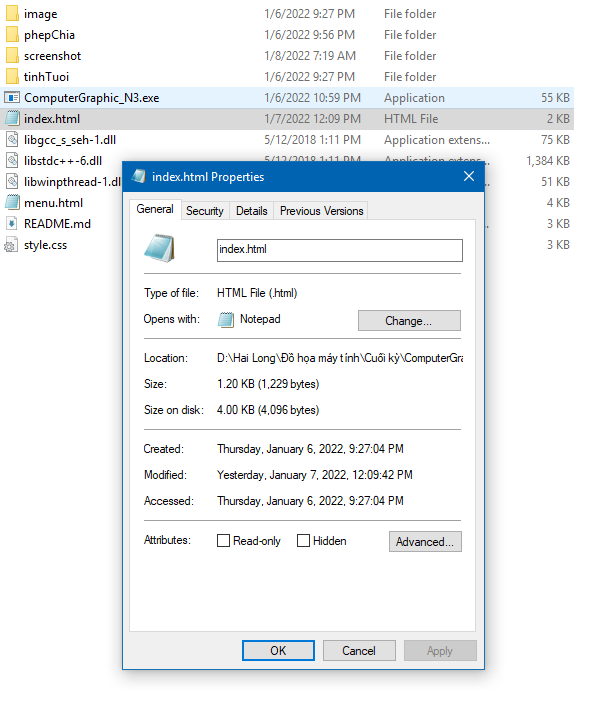 image 1/6/2022 9:27 PM File folder
phepChia 1/6/2022 9:56 PM File folder
screenshot 1/8/2022 7:19 AM File folder
tinhTuoi 1/6/2022 9:27 PM File folder
ComputerGraphic_N3.exe 1/6/2022 10:59 PM Application 55 KB
index.html 1/7/2022 12:09 PM HTML File 2 KB
libgcc_s_seh-1.dll 5/12/2018 1:11 PM Application extens... 75 KB
libstdc++-6.dll 5/12/2018 1:11 PM Application extens... 1,384 KB
libwinpthread-1.dl 51 KB
menu.html 4 KB
README.md 3 KB
style.css 3 KB
index.html Properties
General Security Details Previous Versions
index.html
Type of file: HTML File (.html)
Opens with: Notepad Change...
Location: D:\Hai Long\Đồ họa máy tính\Cuối kỳ\ComputerGra
Size: 1.20 KB (1,229 bytes)
Size on disk: 4.00 KB (4,096 bytes)
Created: Thursday, January 6, 2022, 9:27:04 PM
Modified: Yesterday, January 7, 2022, 12:09:42 PM
Accessed: Thursday, January 6, 2022, 9:27:04 PM
Attributes: Read-only Hidden Advanced...
OK Cancel Apply